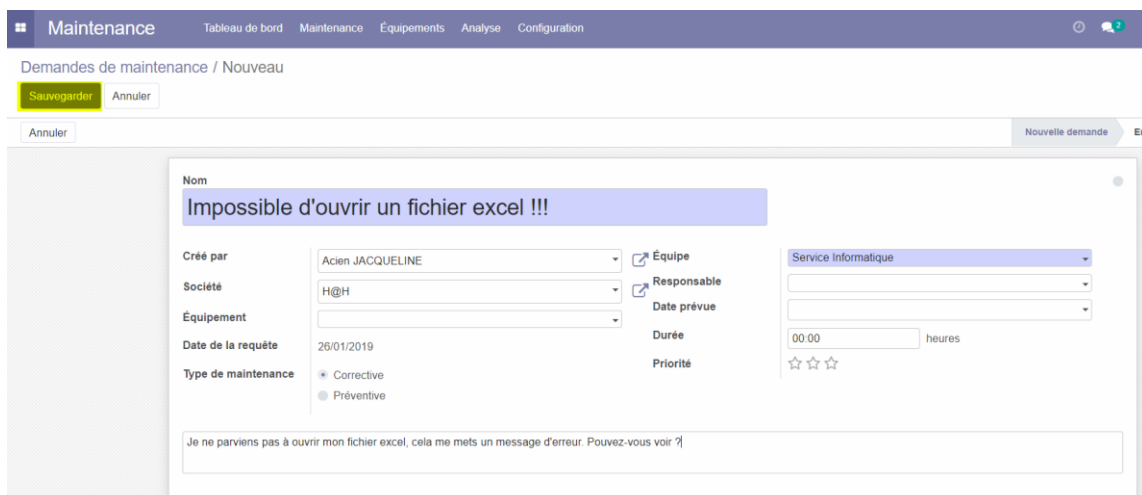 Maintenance Tableau de bord Maintenance Équipements Analyse Configuration 2
Demandes de maintenance / Nouveau
Sauvegarder Annuler
Annuler Nouvelle demande
Nom
Impossible d'ouvrir un fichier excel !!!
Créé par Acien JACQUELINE Équipe Service Informatique
Société H@H Responsable
Équipement Date prévue
Date de la requête 26/01/2019 Durée 00:00 heures
Type de maintenance Corrective Priorité
Préventive
Je ne parviens pas à ouvrir mon fichier excel, cela me mets un message d'erreur. Pouvez-vous voir ?